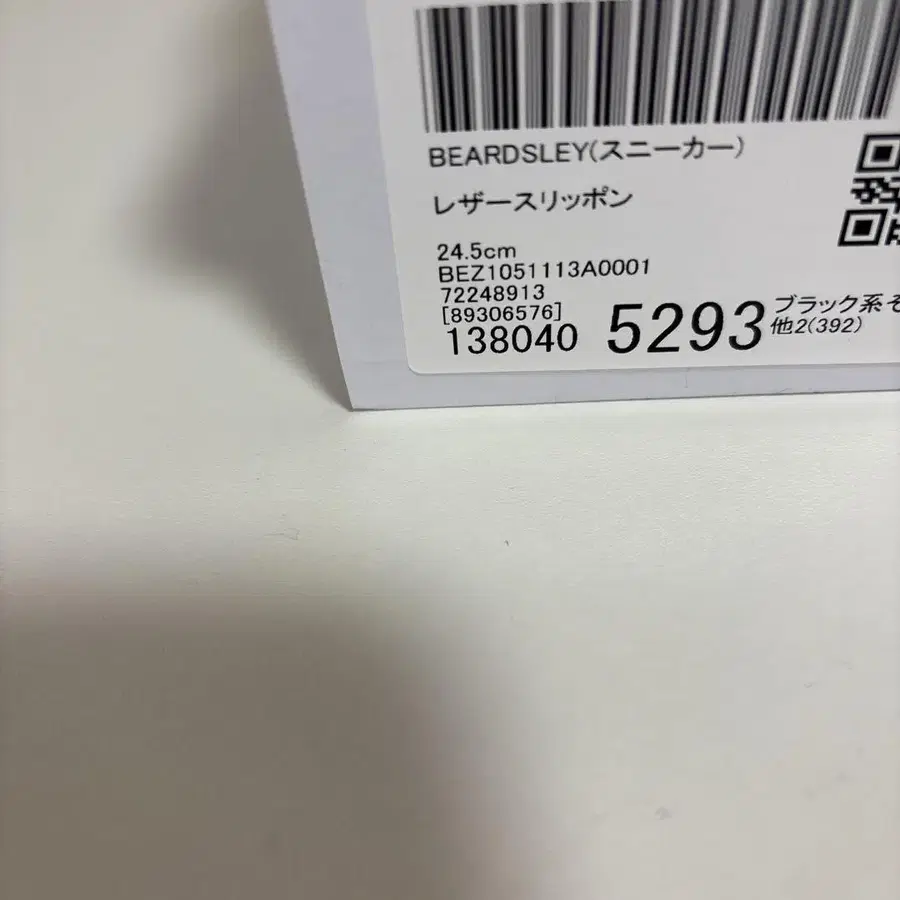 BEARDSLEY(スニーカー)
レザースリッポン
24.5cm
BEZ1051113A0001
72248913
[89306576]
138040 5293 ブラック系そ
他2(392)